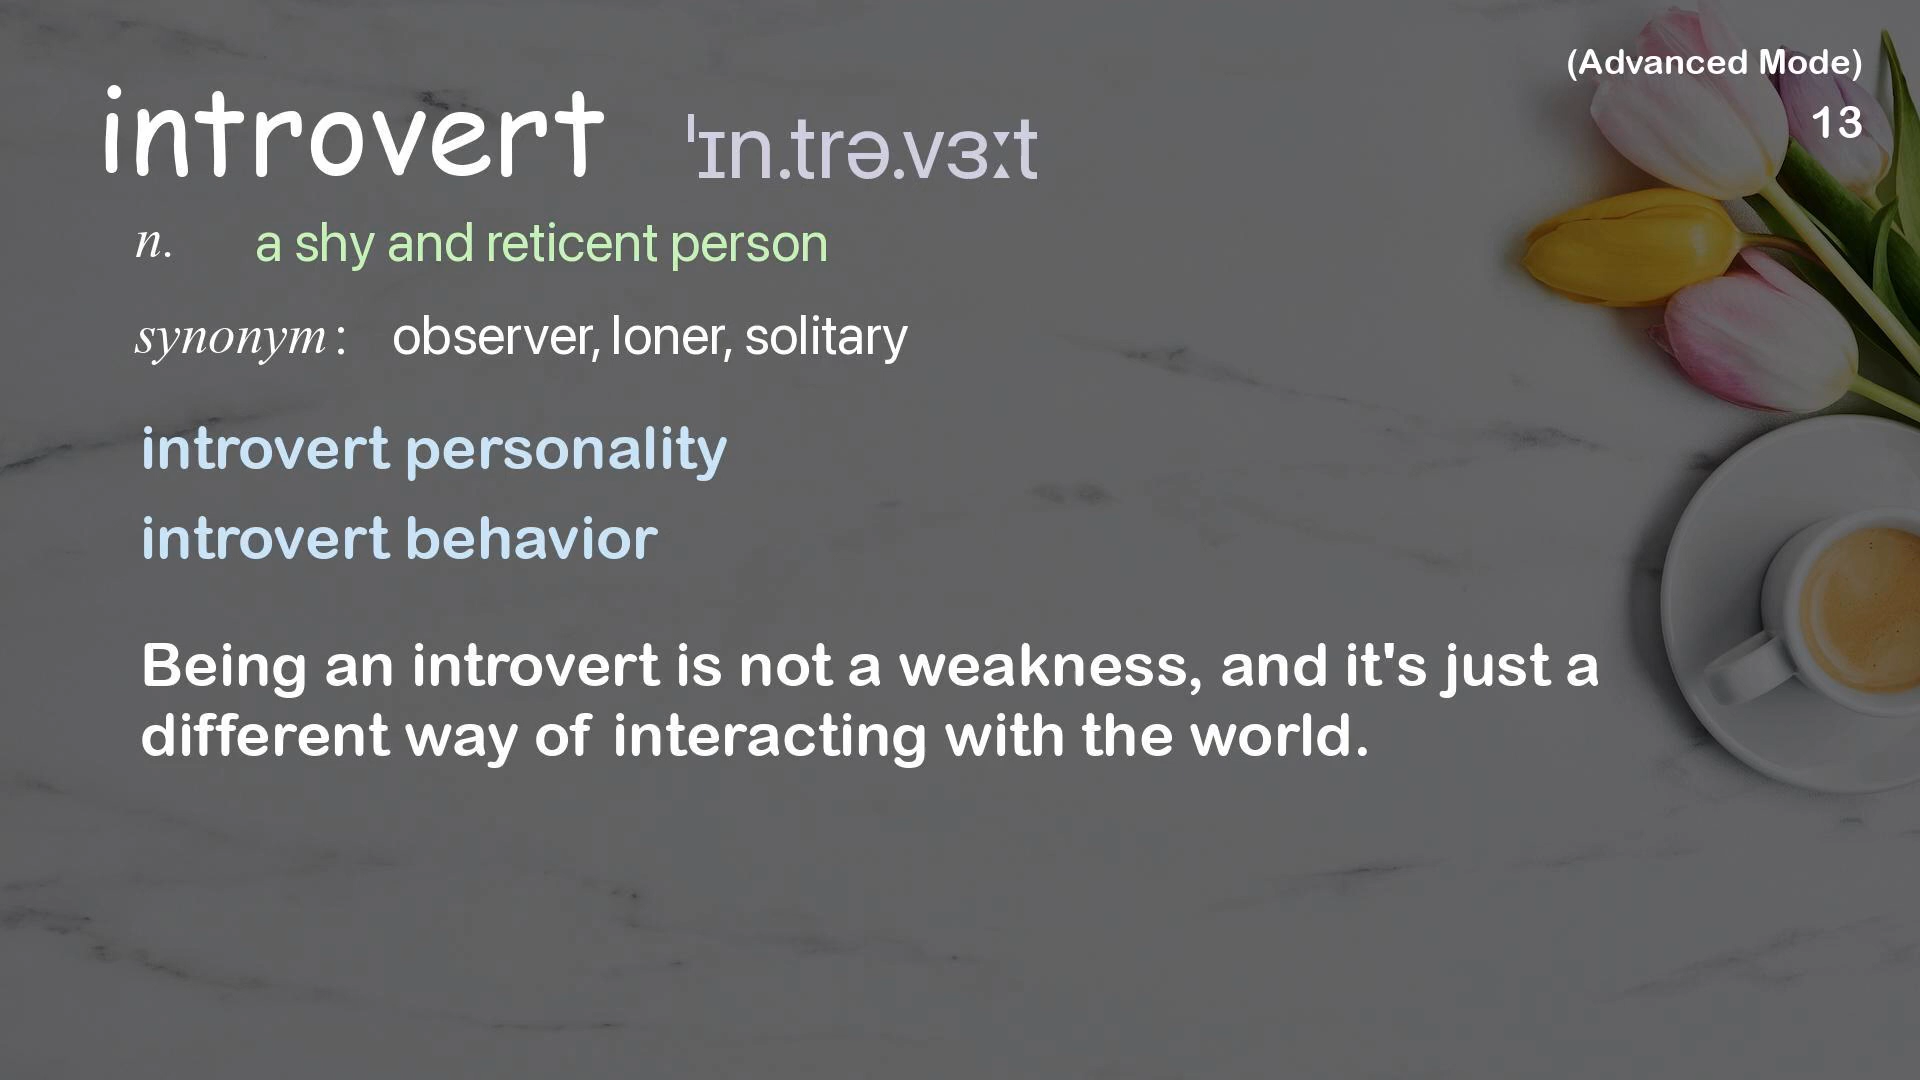 (Advanced Mode)
13
introvert ˈɪn.trə.vɜːt
n. a shy and reticent person
synonym: observer, loner, solitary
introvert personality
introvert behavior
Being an introvert is not a weakness, and it's just a
different way of interacting with the world.